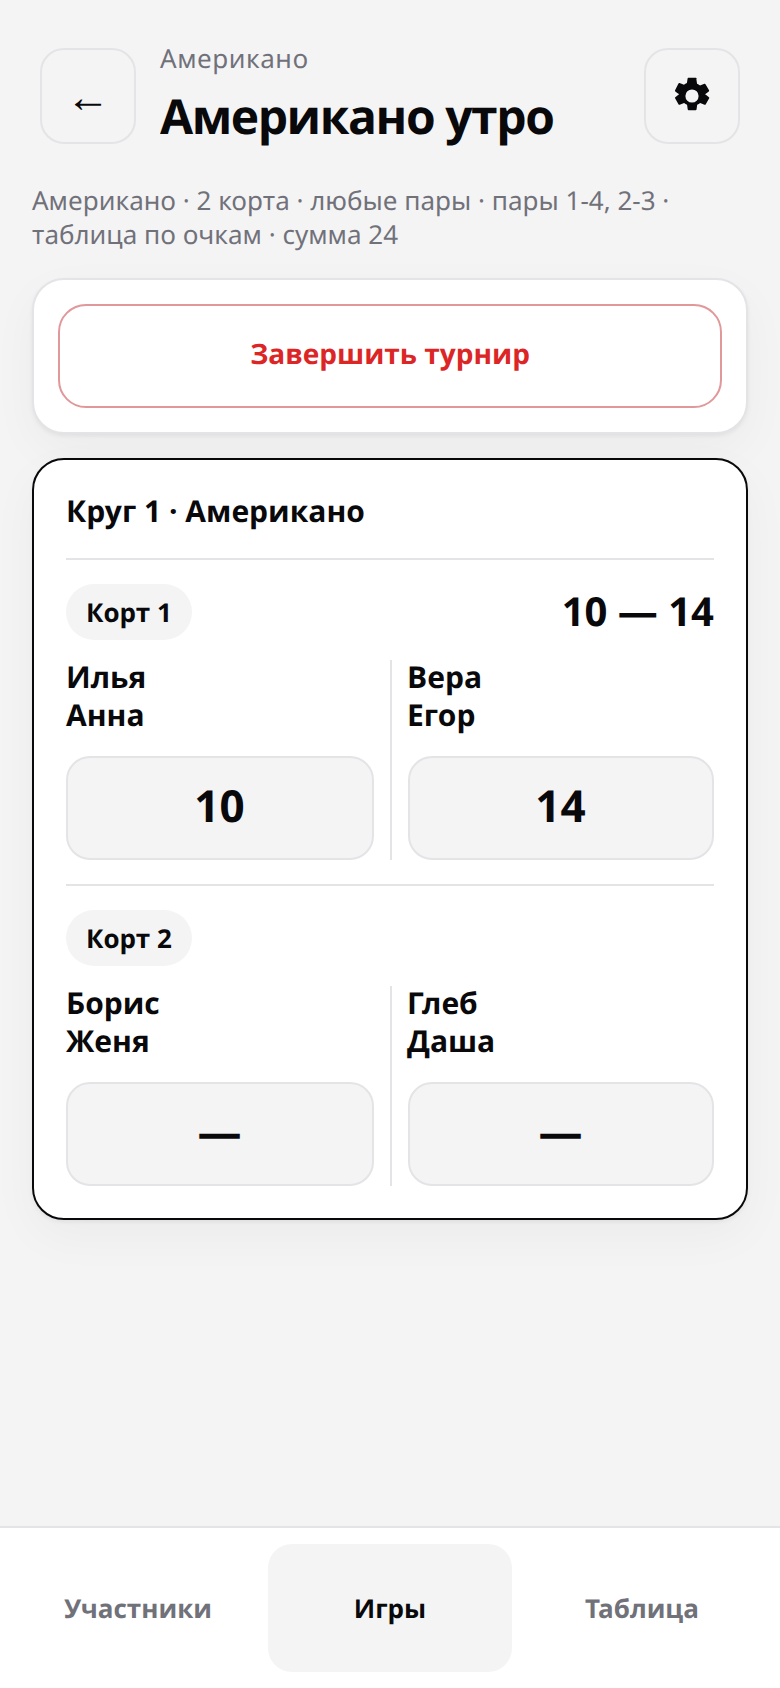 ←
Американо
Американо утро
Американо · 2 корта · любые пары · пары 1-4, 2-3 ·
таблица по очкам · сумма 24
Завершить турнир
Круг 1 · Американо
Корт 1
10 — 14
Илья
Анна
Вера
Егор
10
14
Корт 2
Борис
Женя
Глеб
Даша
—
—
Участники
Игры
Таблица